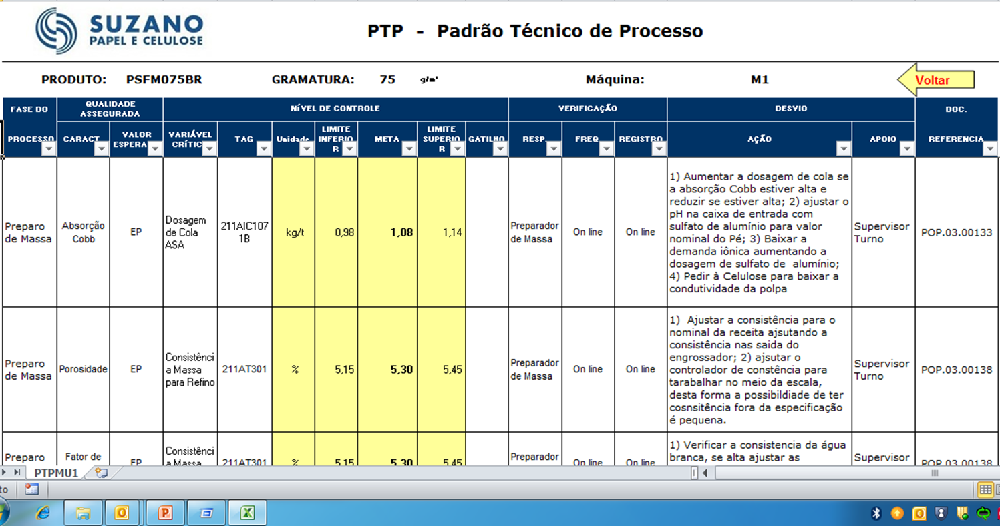 SUZANO
PAPEL E CELULOSE
PTP - Padrão Técnico de Processo
PRODUTO: PSFM075BR GRAMATURA: 75 g/m² Máquina: M1 Voltar
FASE DO PROCESSO
QUALIDADE ASSEGURADA
NÍVEL DE CONTROLE
VERIFICAÇÃO
DESVIO
DOC. REFERENCIA
CARACT
VALOR ESPERA
VARIÁVEL CRÍTIC
TAG
Unidade
LIMITE INFERIO R
META
LIMITE SUPERIO R
GATILHO
RESP.
FREQ
REGISTRO
AÇÃO
APOIO
Preparo
de Massa
Absorção
Cobb
EP
Dosagem
de Cola
ASA
211AIC107
1B
kg/t
0,98
1,08
1,14
Preparador
de Massa
On line
On line
1) Aumentar a dosagem de cola se
a absorção Cobb estiver alta e
reduzir se estiver alta; 2) ajustar o
pH na caixa de entrada com
sulfato de alumínio para valor
nominal do Pé; 3) Baixar a
demanda iônica aumentando a
dosagem de sulfato de alumínio;
4) Pedir à Celulose para baixar a
condutividade da polpa
Supervisor
Turno
POP.03.00133
Preparo
de Massa
Porosidade
EP
Consistênci
a Massa
para Refino
211AT301
%
5,15
5,30
5,45
Preparador
de Massa
On line
On line
1) Ajustar a consistência para o
nominal da receita ajsutando a
consistência nas saida do
engrossador; 2) ajsutar o
controlador de constência para
tarabalhar no meio da escala,
desta forma a possibildiade de ter
cosnsitência fora da especificação
é pequena.
Supervisor
Turno
POP.03.00138
Preparo
Fator de
EP
Consistênci
a Massa
211AT301
%
5,15
5,30
5,45
Preparador
On line
On line
1) Verificar a consistencia da água
branca, se alta ajustar as
Supervisor
POP.03.00138
PTPMU1
to